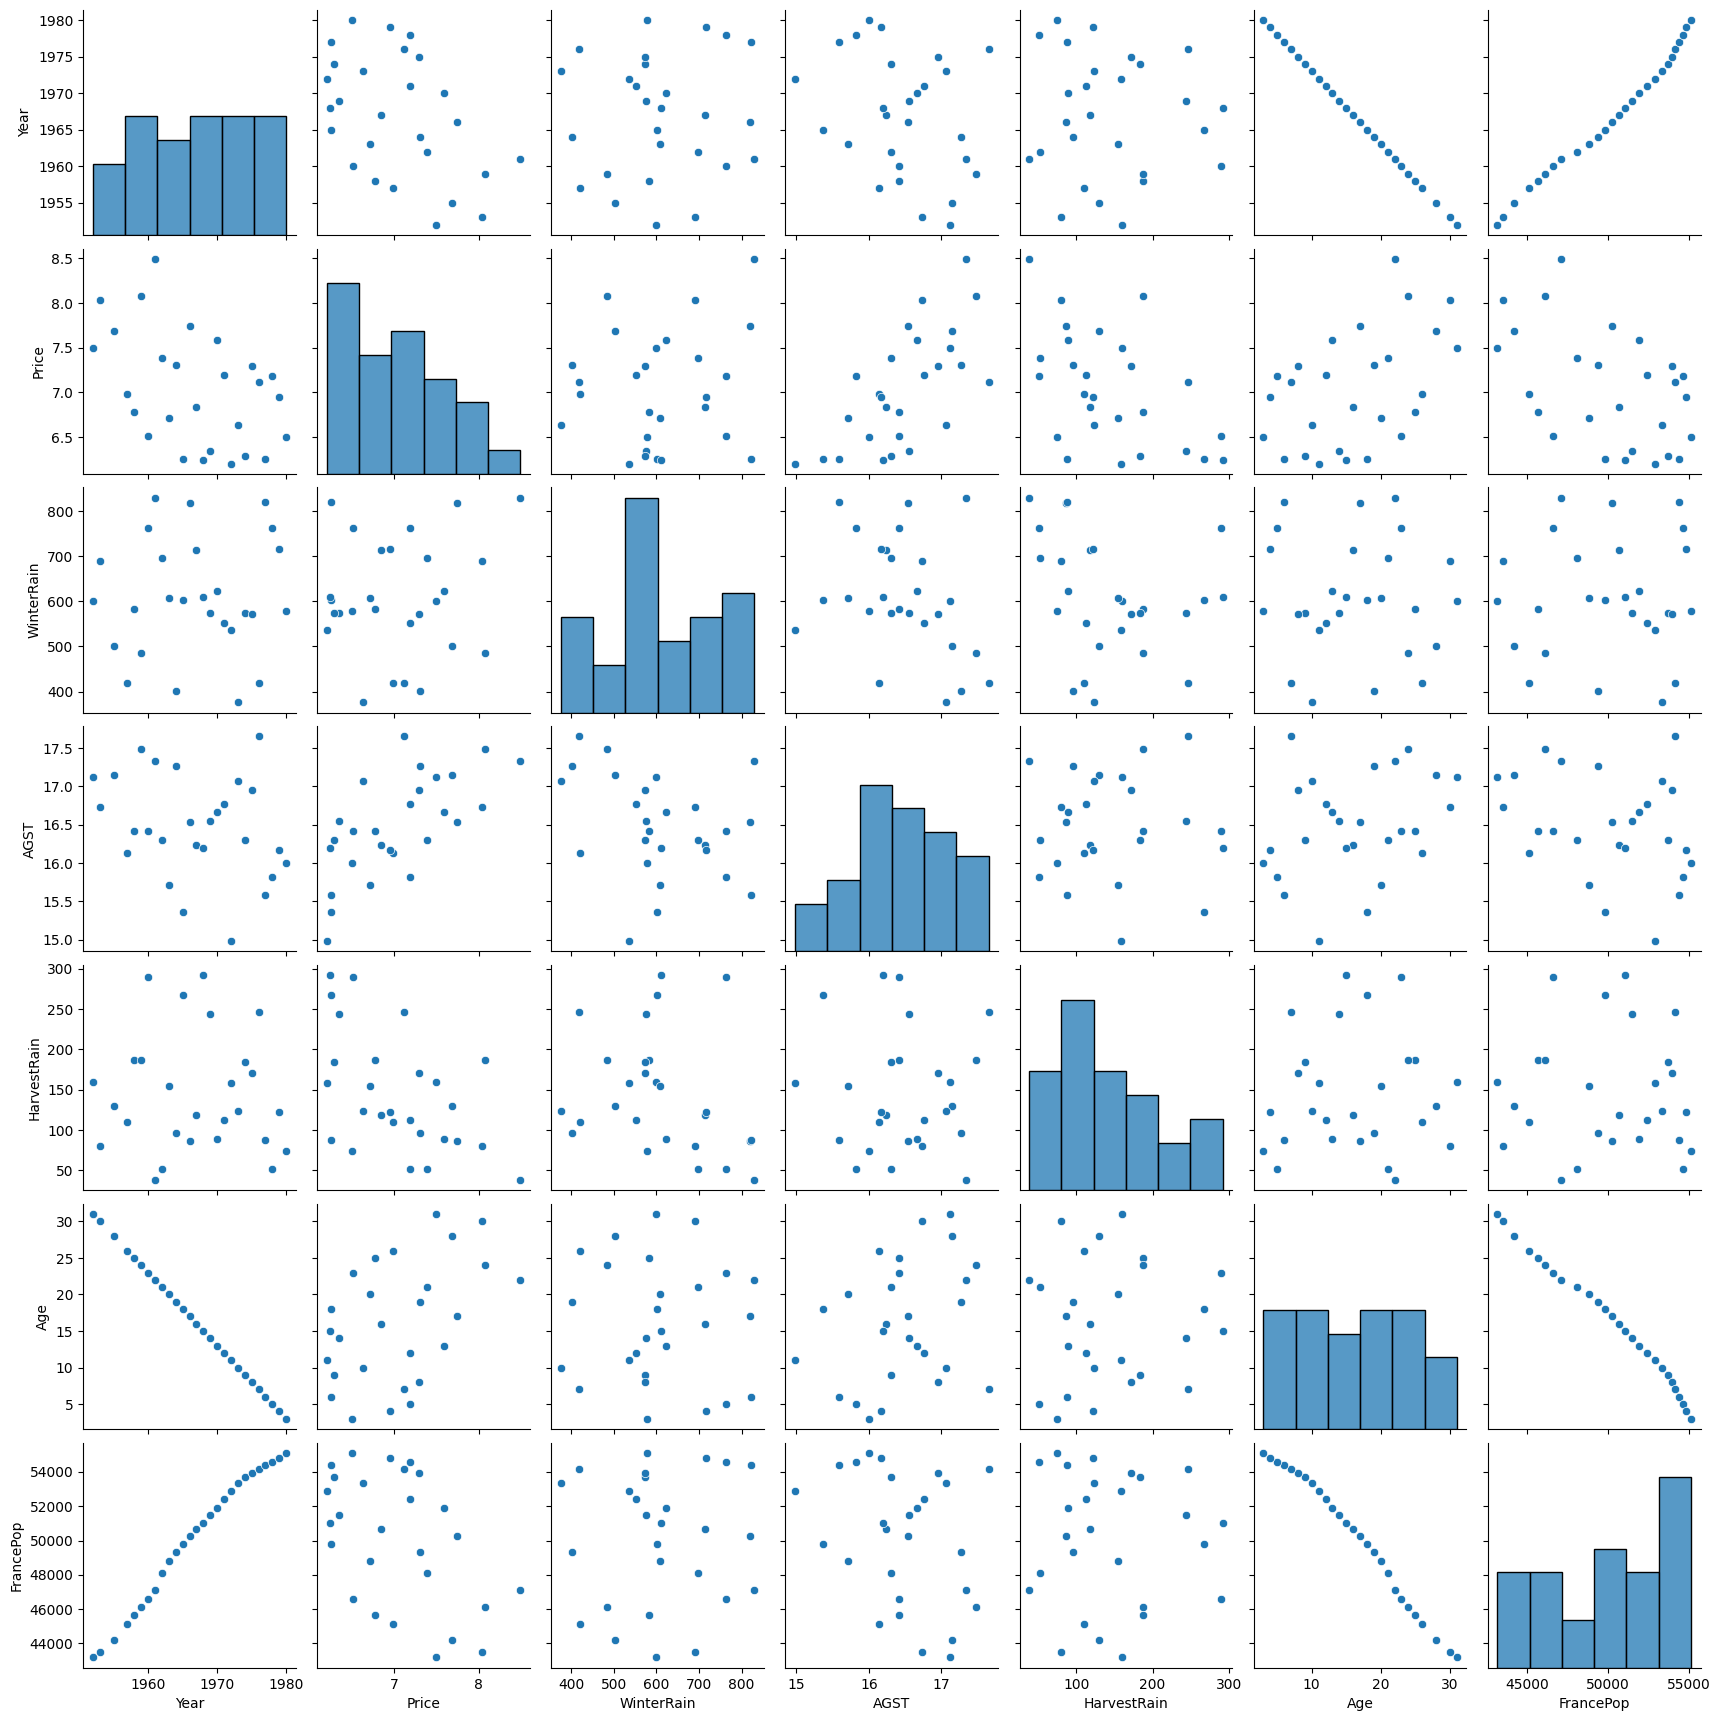 1980
1975
1970
1965
1960
1955
Year
8.5
8.0
7.5
7.0
6.5
Price
800
700
600
500
400
WinterRain
17.5
17.0
16.5
16.0
15.5
15.0
AGST
300
250
200
150
100
50
HarvestRain
30
25
20
15
10
5
Age
54000
52000
50000
48000
46000
44000
FrancePop
1960 1970 1980
7 8
400 500 600 700 800
15 16 17
100 200 300
10 20 30
45000 50000 55000
Year Price WinterRain AGST HarvestRain Age FrancePop